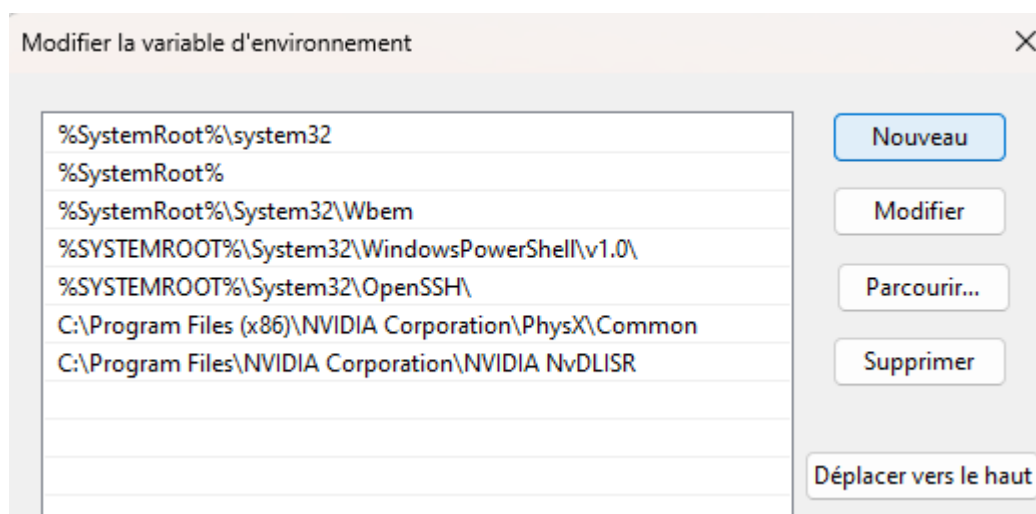 Modifier la variable d'environnement
%SystemRoot%\system32
%SystemRoot%
%SystemRoot%\System32\Wbem
%SYSTEMROOT%\System32\WindowsPowerShell\v1.0\
%SYSTEMROOT%\System32\OpenSSH\
C:\Program Files (x86)\NVIDIA Corporation\PhysX\Common
C:\Program Files\NVIDIA Corporation\NVIDIA NvDLISR
Nouveau
Modifier
Parcourir...
Supprimer
Déplacer vers le haut